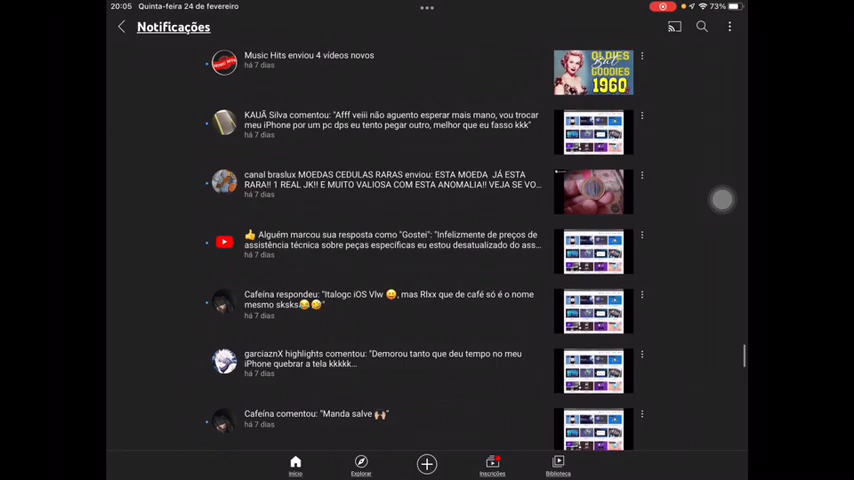 20:05 Quinta-feira 24 de fevereiro
73%
Notificações
Music Hits enviou 4 vídeos novos
há 7 dias
OLDIES
But
GOODIES
1960
KAUÃ Silva comentou: "Afff veiii não aguento esperar mais mano, vou trocar
meu iPhone por um pc dps eu tento pegar outro, melhor que eu fasso kkk"
há 7 dias
canal braslux MOEDAS CEDULAS RARAS enviou: ESTA MOEDA JÁ ESTA
RARA!! 1 REAL JK!! E MUITO VALIOSA COM ESTA ANOMALIA!! VEJA SE VO...
há 7 dias
👍 Alguém marcou sua resposta como "Gostei": "Infelizmente de preços de
assistência técnica sobre peças específicas eu estou desatualizado do ass...
há 7 dias
Cafeína respondeu: "Italogc iOS Vlw 😛, mas Rlxx que de café só é o nome
mesmo sksks😂🤣"
há 7 dias
garciaznX highlights comentou: "Demorou tanto que deu tempo no meu
iPhone quebrar a tela kkkkk...
há 7 dias
Cafeína comentou: "Manda salve 🙌🏼"
há 7 dias
Início
Explorar
Inscrições
Biblioteca